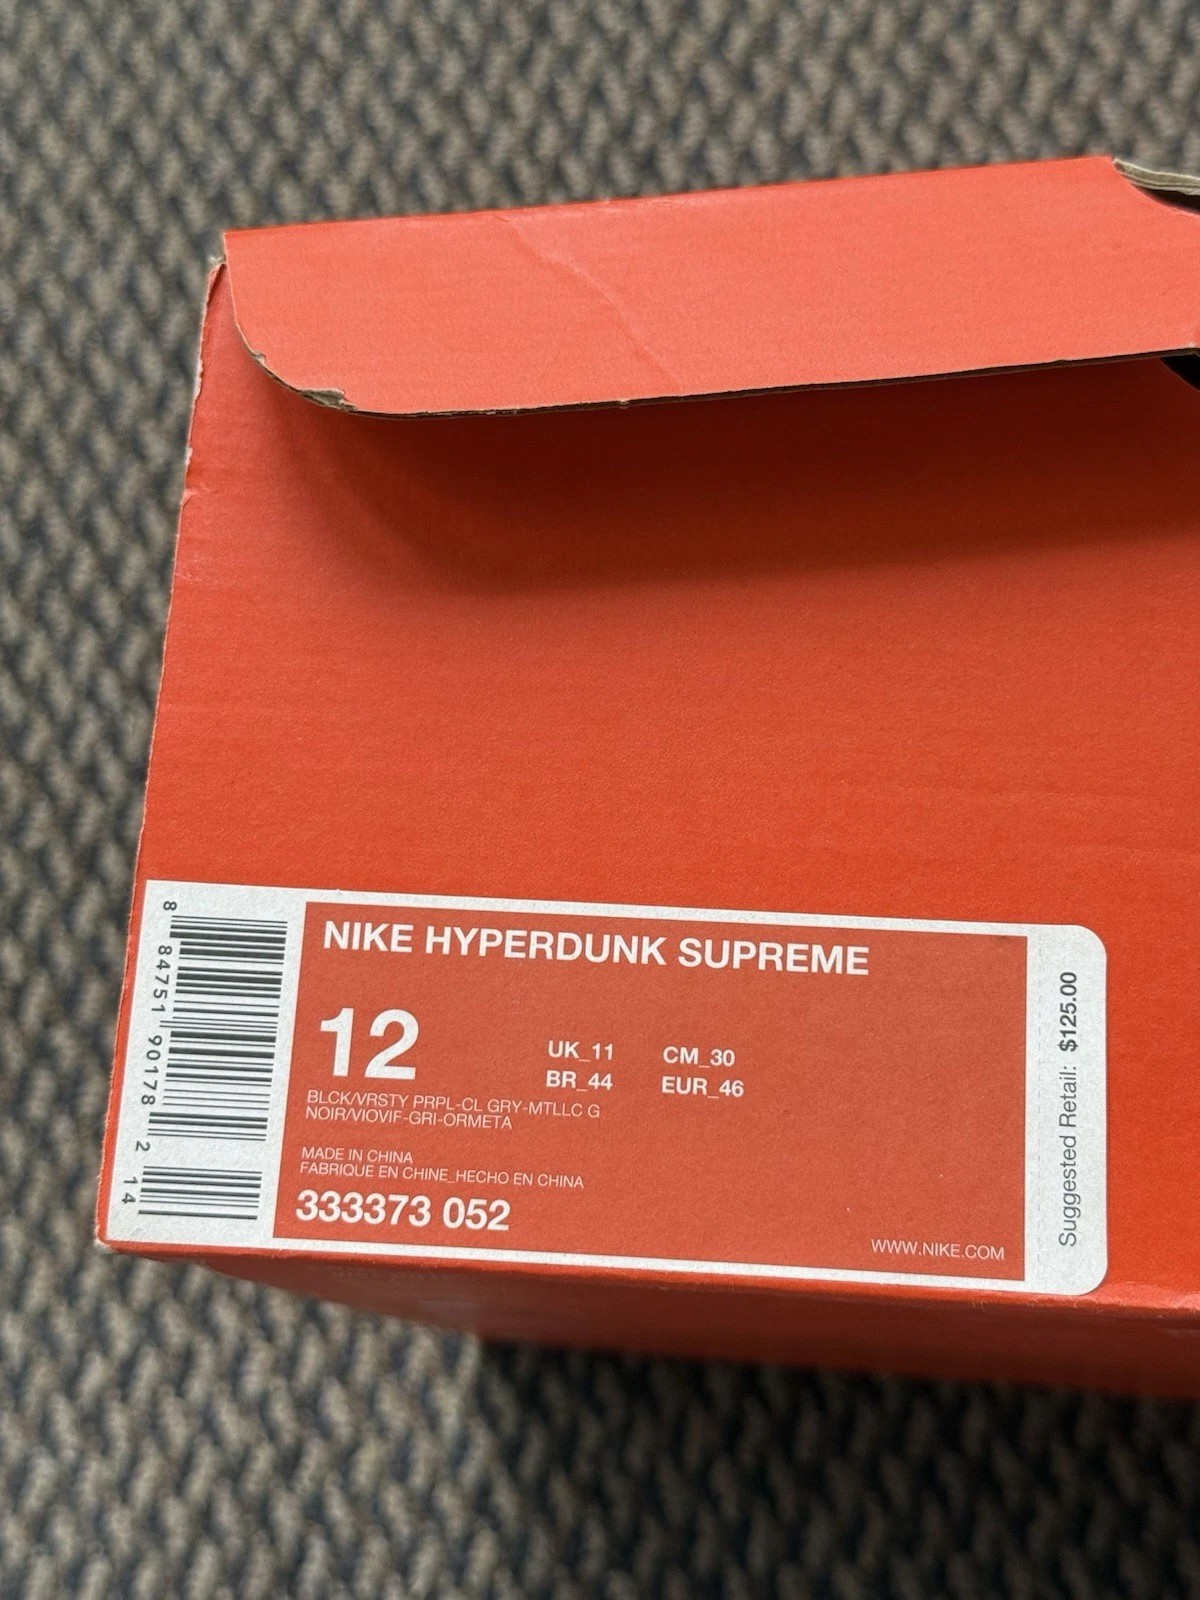 NIKE HYPERDUNK SUPREME
12
UK_11 CM_30
BR_44 EUR_46
BLCK/VRSTY PRPL-CL GRY-MTLLC G
NOIR/VIOVIF-GRI-ORMETA
MADE IN CHINA
FABRIQUE EN CHINE_HECHO EN CHINA
333373 052
WWW.NIKE.COM
8 84751 90178 2 14
Suggested Retail: $125.00